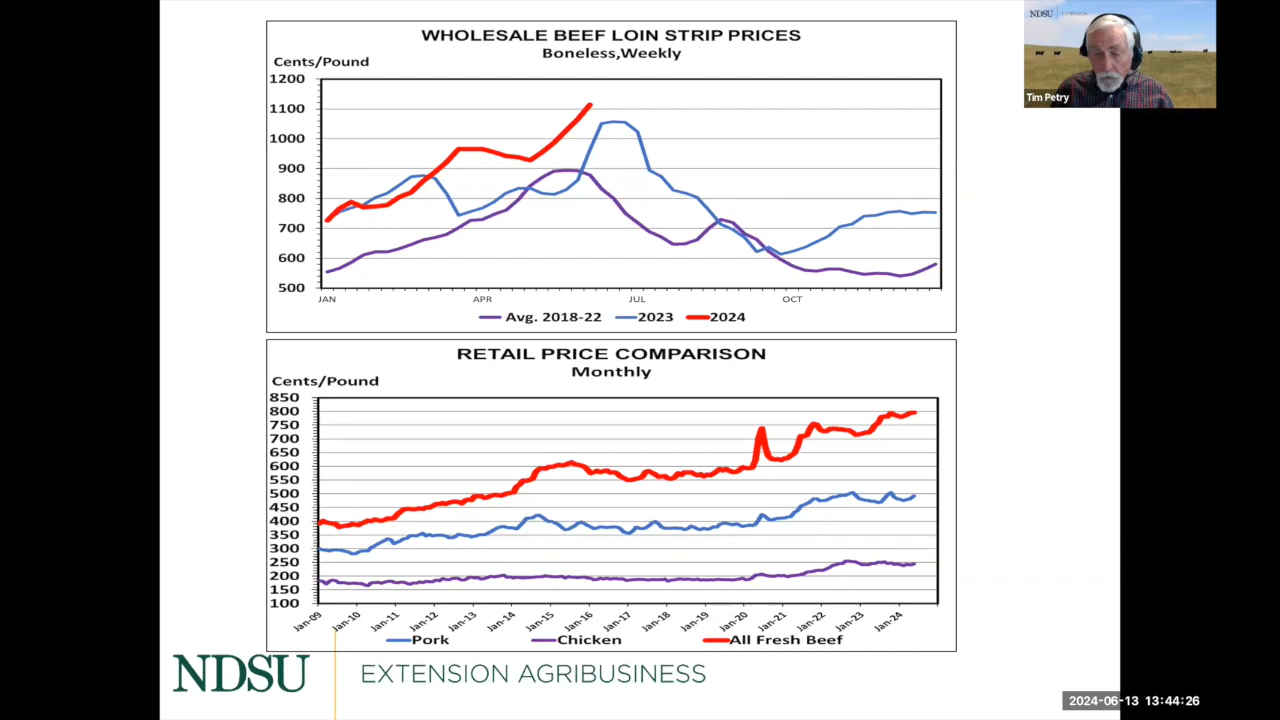 WHOLESALE BEEF LOIN STRIP PRICES
Boneless,Weekly
Cents/Pound
1200
1100
1000
900
800
700
600
500
JAN APR JUL OCT
Avg. 2018-22 2023 2024
RETAIL PRICE COMPARISON
Monthly
Cents/Pound
850
800
750
700
650
600
550
500
450
400
350
300
250
200
150
100
Jan-09 Jan-10 Jan-11 Jan-12 Jan-13 Jan-14 Jan-15 Jan-16 Jan-17 Jan-18 Jan-19 Jan-20 Jan-21 Jan-22 Jan-23 Jan-24
Pork Chicken All Fresh Beef
NDSU EXTENSION AGRIBUSINESS
NDSU EXTENSION
Tim Petry
2024-06-13 13:44:26